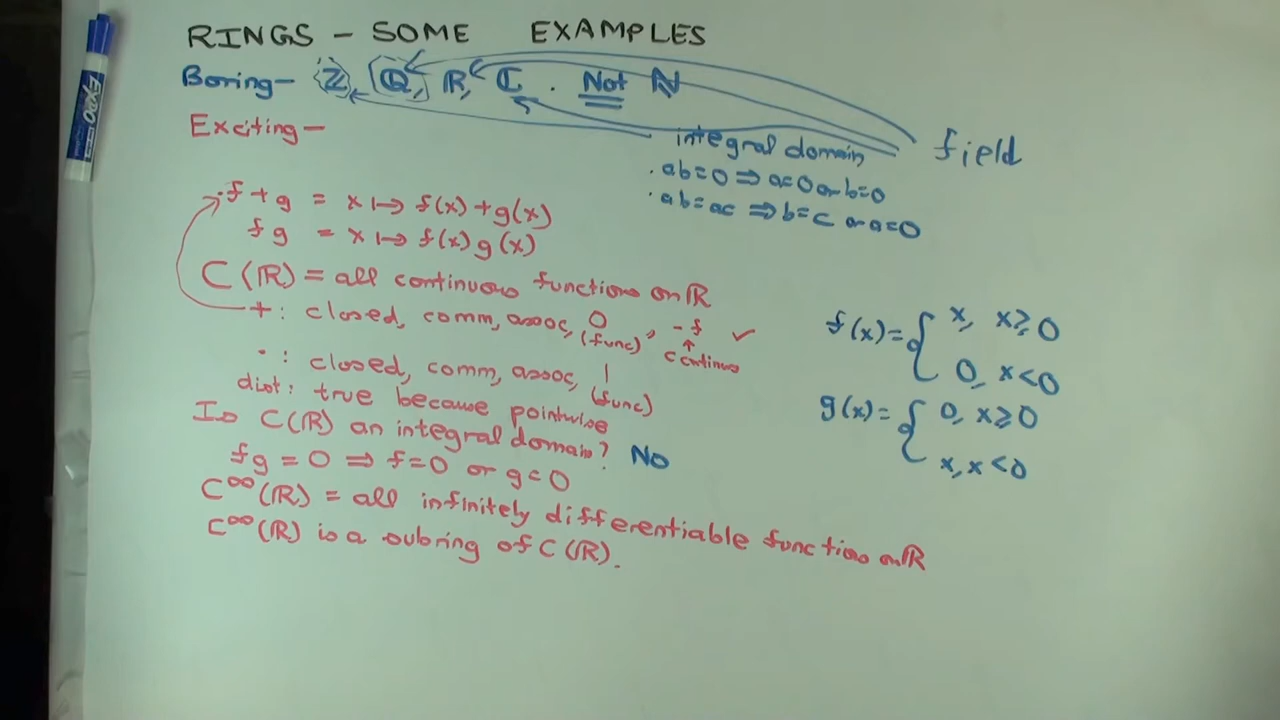 RINGS - SOME EXAMPLES
Boring- ℤ, ℚ, ℝ, ℂ. Not ℕ
Exciting-
integral domain
field
· ab=0 ⇒ a=0 or b=0
· ab=ac ⇒ b=c or a=0
f+g = x ↦ f(x)+g(x)
fg = x ↦ f(x)g(x)
C(ℝ) = all continuous functions on ℝ
+: closed, comm, assoc, 0 (func), -f ✓
↑
continuous
·: closed, comm, assoc, 1 (func)
dist: true because pointwise
Is C(ℝ) an integral domain? No
fg = 0 ⇒ f=0 or g=0
C^∞(ℝ) = all infinitely differentiable functions on ℝ
C^∞(ℝ) is a subring of C(ℝ).
f(x) = { x, x≥0
0, x<0
g(x) = { 0, x≥0
x, x<0
EXPO